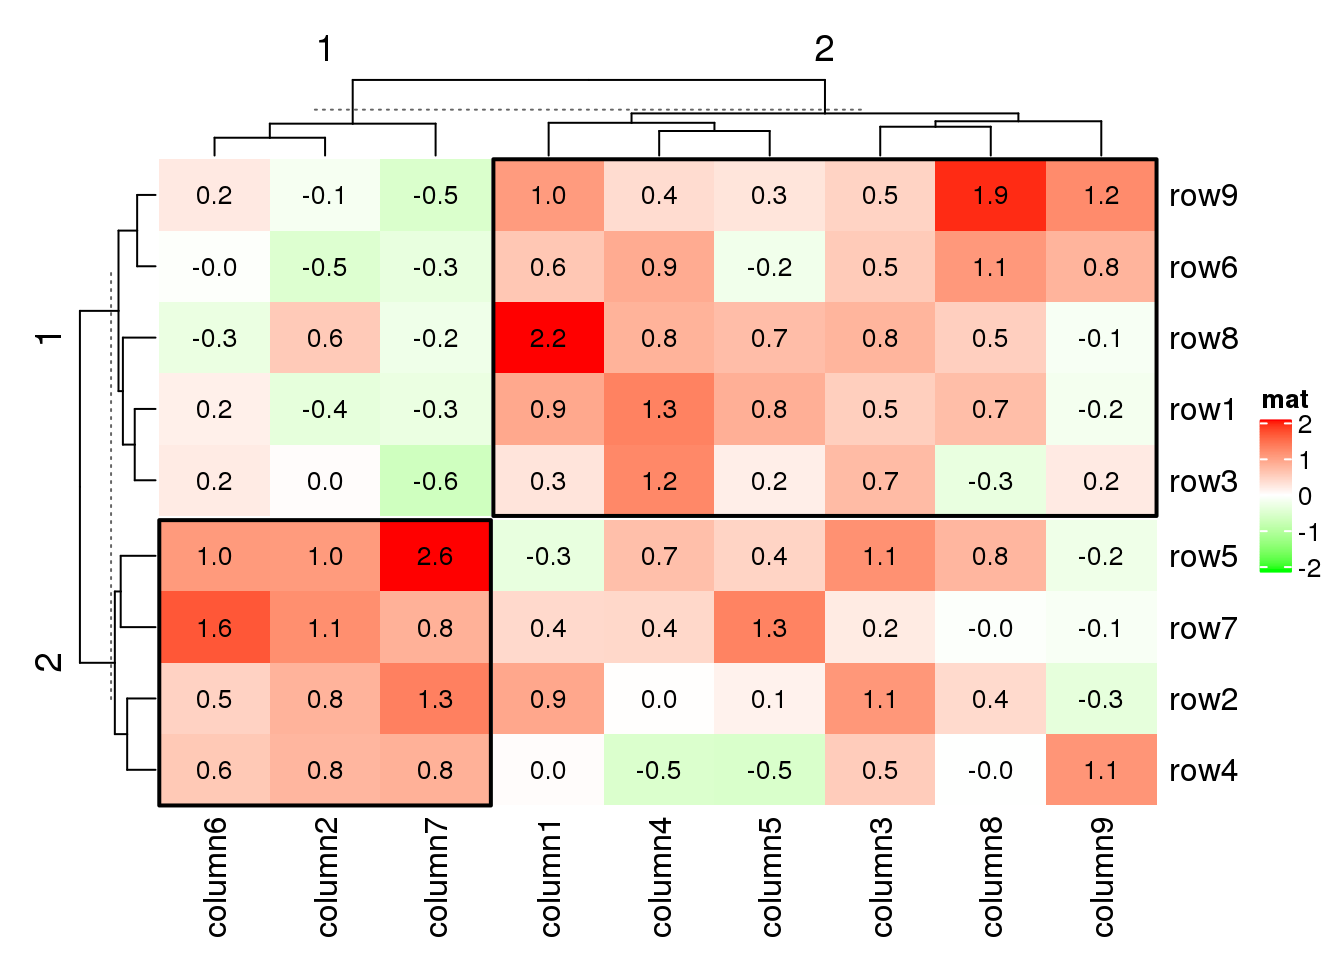 1 2
0.2 -0.1 -0.5 1.0 0.4 0.3 0.5 1.9 1.2 row9
-0.0 -0.5 -0.3 0.6 0.9 -0.2 0.5 1.1 0.8 row6
1
-0.3 0.6 -0.2 2.2 0.8 0.7 0.8 0.5 -0.1 row8
0.2 -0.4 -0.3 0.9 1.3 0.8 0.5 0.7 -0.2 row1
0.2 0.0 -0.6 0.3 1.2 0.2 0.7 -0.3 0.2 row3
1.0 1.0 2.6 -0.3 0.7 0.4 1.1 0.8 -0.2 row5
1.6 1.1 0.8 0.4 0.4 1.3 0.2 -0.0 -0.1 row7
2
0.5 0.8 1.3 0.9 0.0 0.1 1.1 0.4 -0.3 row2
0.6 0.8 0.8 0.0 -0.5 -0.5 0.5 -0.0 1.1 row4
column6 column2 column7 column1 column4 column5 column3 column8 column9
mat
2
1
0
-1
-2